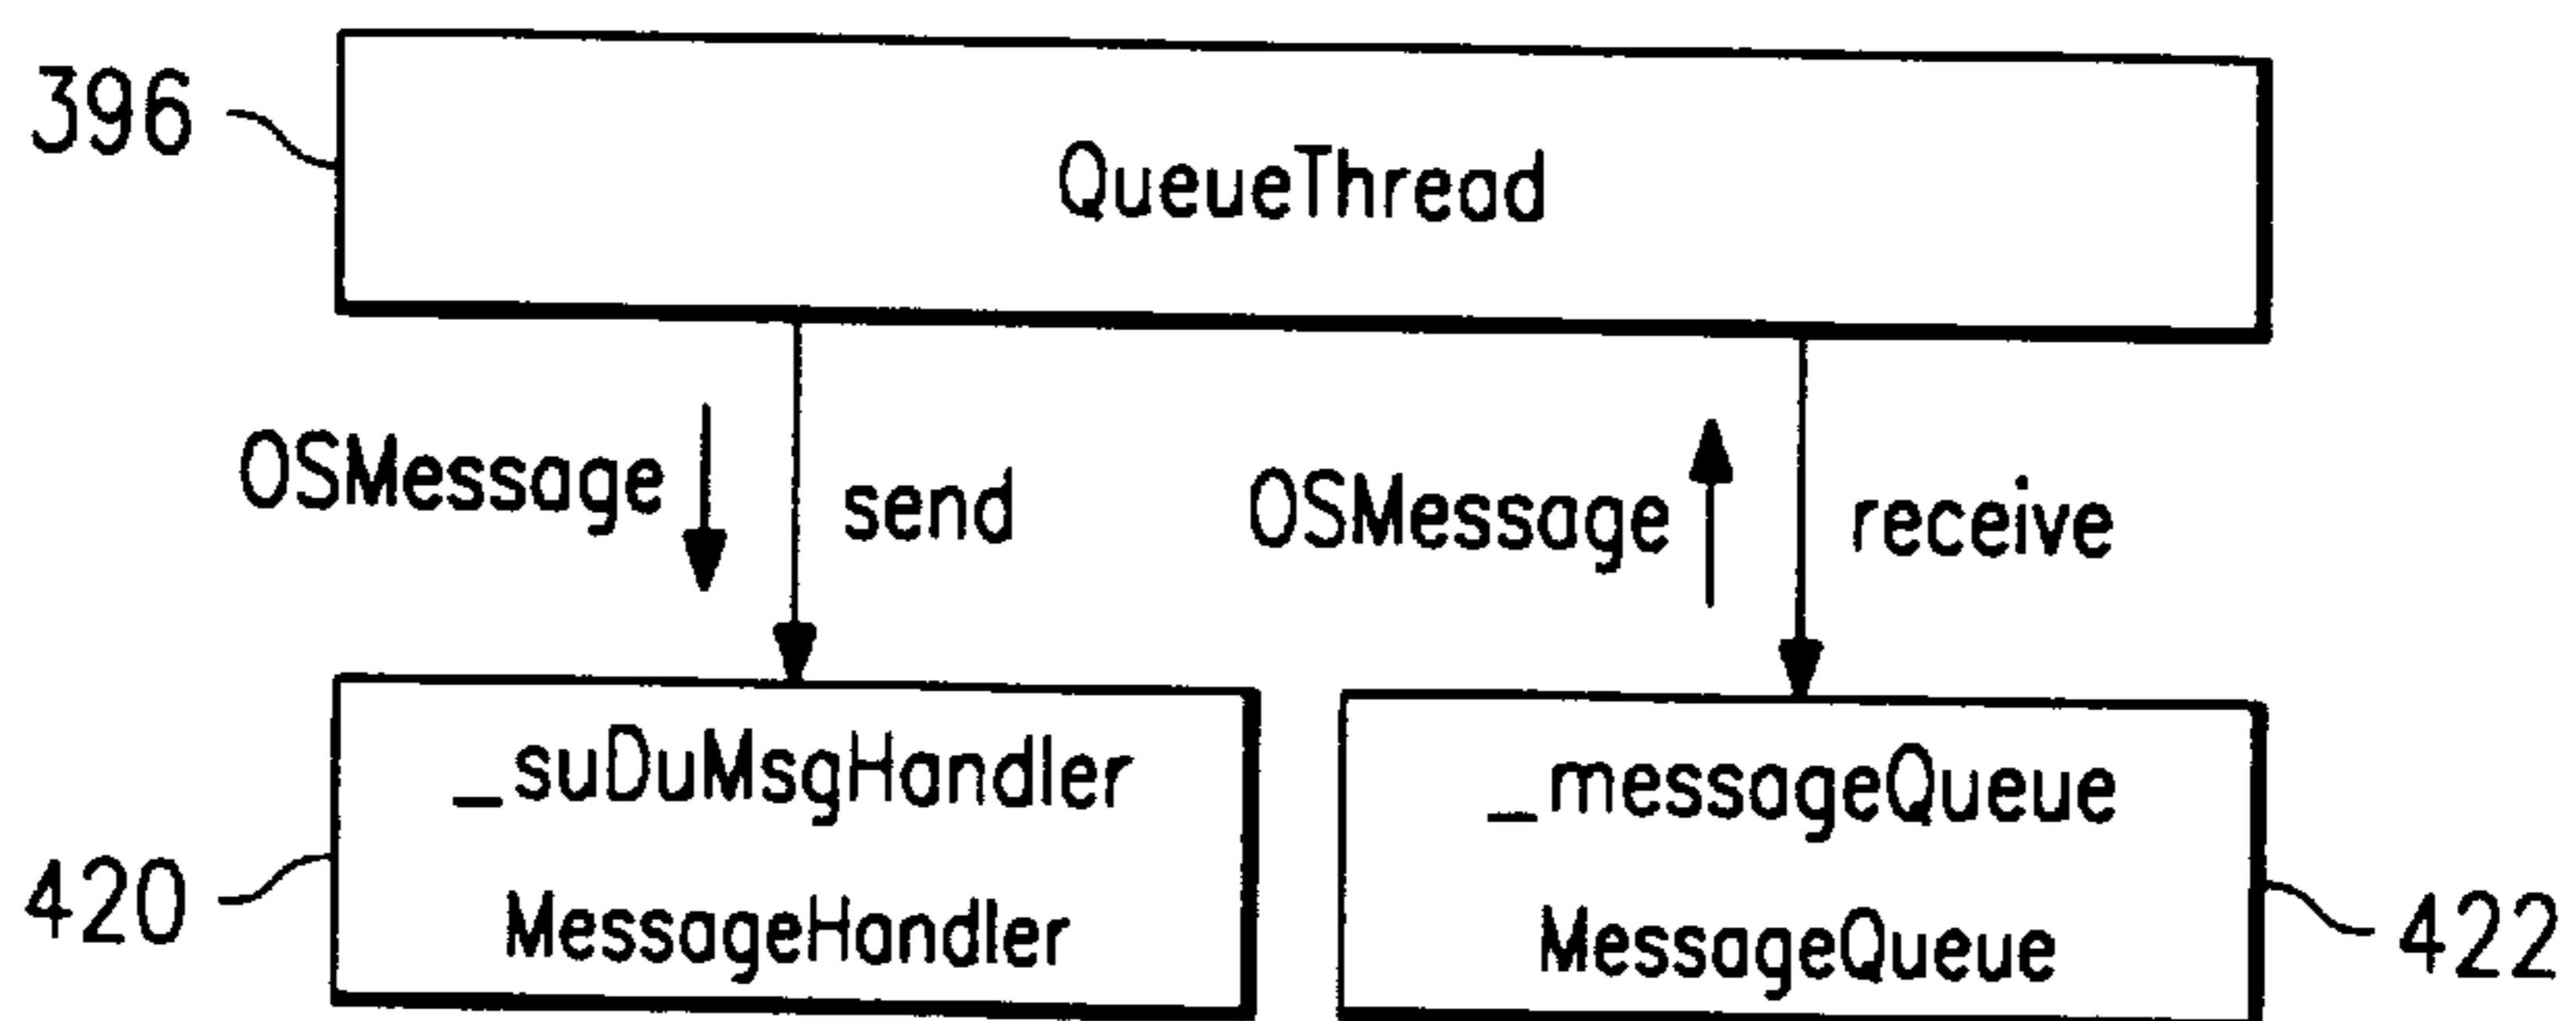 396
QueueThread
OSMessage
send
OSMessage
receive
_suDuMsgHandler
MessageHandler
420
_messageQueue
MessageQueue
422